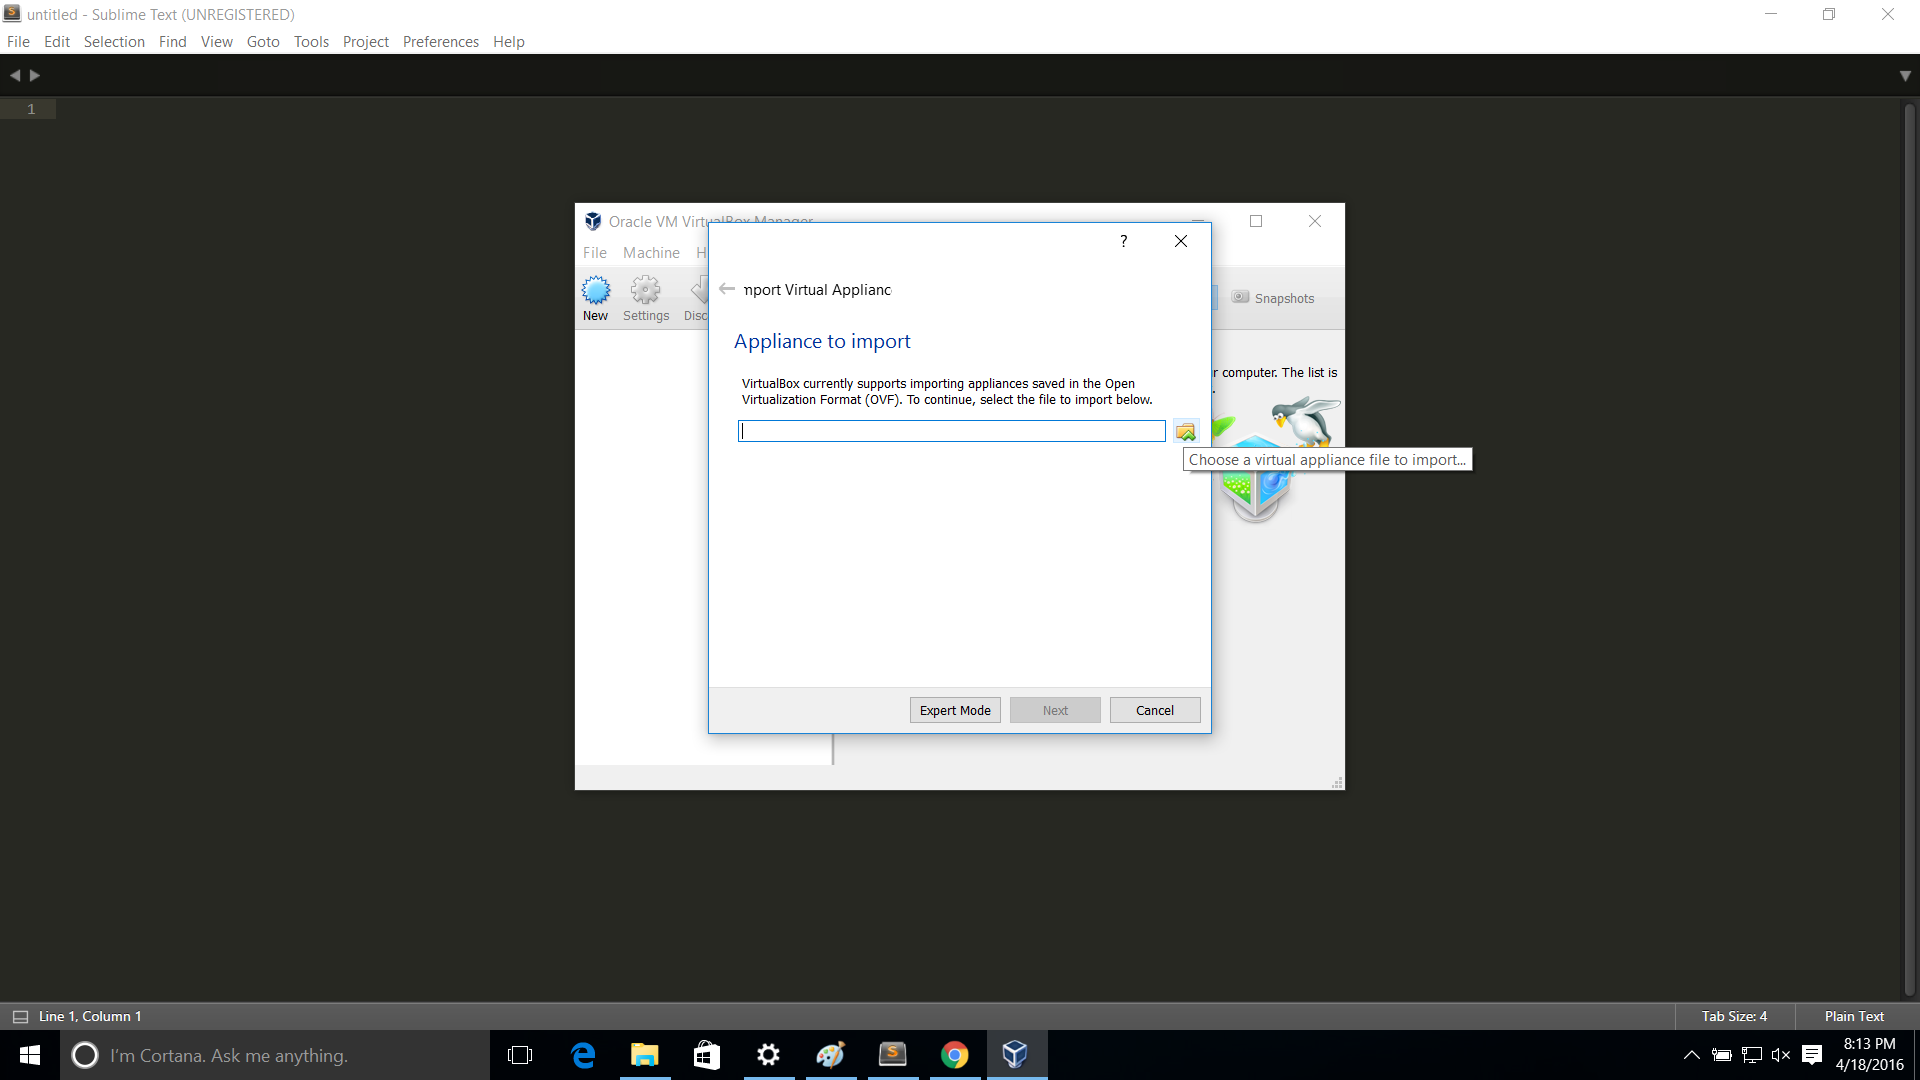 untitled - Sublime Text (UNREGISTERED)
File Edit Selection Find View Goto Tools Project Preferences Help
1
Oracle VM VirtualBox Manager
File Machine H
New Settings Disc
Snapshots
?
mport Virtual Applianc
Appliance to import
VirtualBox currently supports importing appliances saved in the Open
Virtualization Format (OVF). To continue, select the file to import below.
r computer. The list is
Choose a virtual appliance file to import...
Expert Mode Next Cancel
Line 1, Column 1
Tab Size: 4 Plain Text
I'm Cortana. Ask me anything.
8:13 PM
4/18/2016